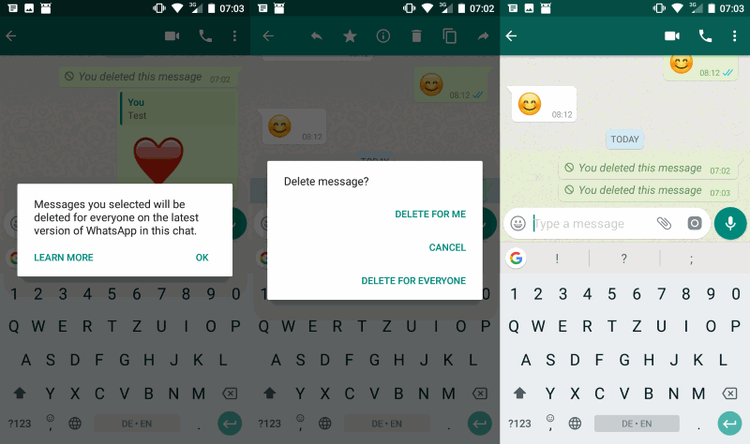 07:03
You deleted this message 07:02
You
Test
Messages you selected will be
deleted for everyone on the latest
version of WhatsApp in this chat.
LEARN MORE OK
1 2 3 4 5 6 7 8 9 0
Q W E R T Z U I O P
A S D F G H J K L
Y X C V B N M
?123 , DE • EN .
3G 07:02
08:12
08:12
TODAY
Delete message?
DELETE FOR ME
CANCEL
DELETE FOR EVERYONE
0
1 2 3 4 5 6 7 8 9
Q W E R T Z U I O P
A S D F G H J K L
Y X C V B N M
?123 , DE • EN .
3G 07:03
08:12
08:12
TODAY
You deleted this message 07:02
You deleted this message 07:03
Type a message
G ! ? ;
1 2 3 4 5 6 7 8 9 0
Q W E R T Z U I O P
A S D F G H J K L
Y X C V B N M
?123 , DE • EN .